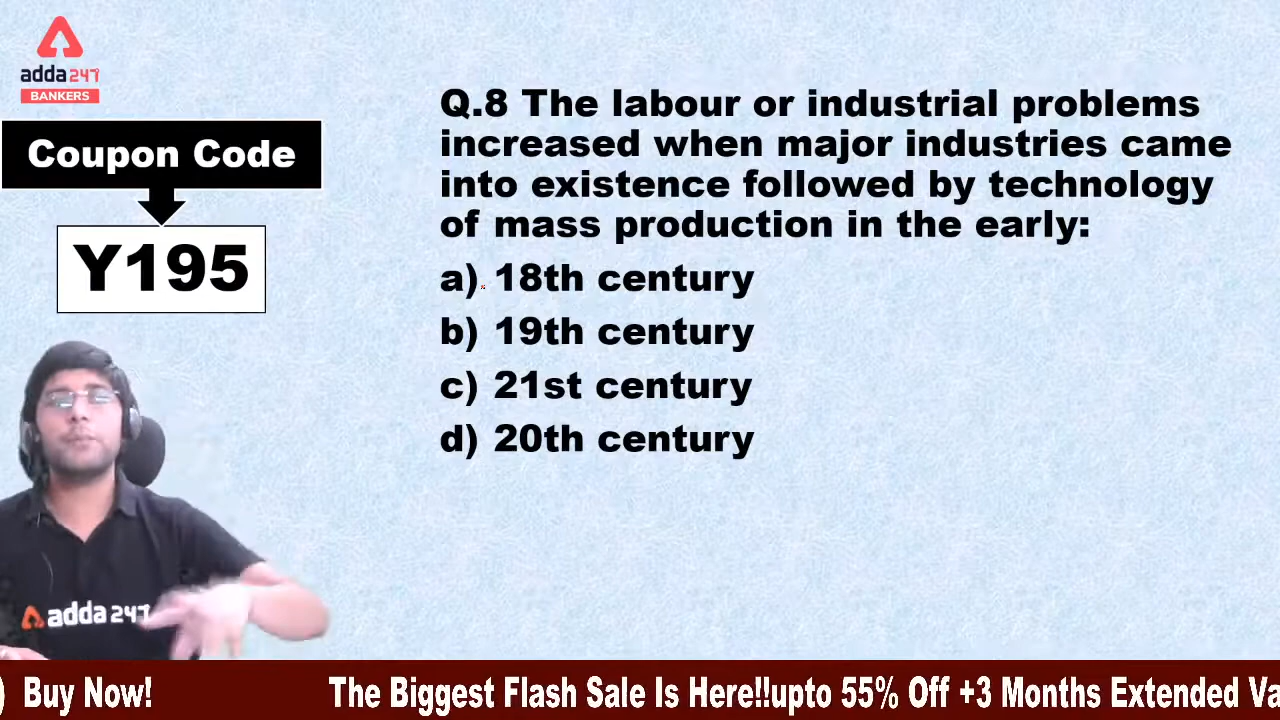 adda247
BANKERS
Coupon Code
Y195
Q.8 The labour or industrial problems
increased when major industries came
into existence followed by technology
of mass production in the early:
a) 18th century
b) 19th century
c) 21st century
d) 20th century
adda247
) Buy Now! The Biggest Flash Sale Is Here!!upto 55% Off +3 Months Extended Va